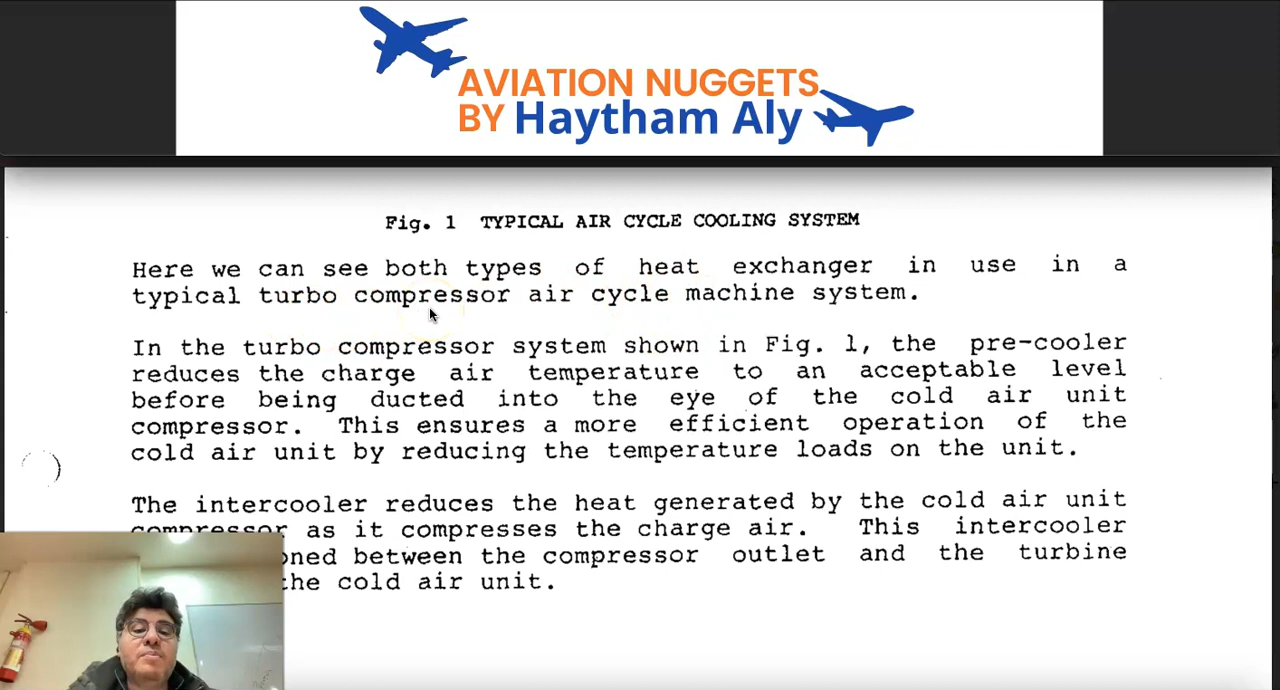 AVIATION NUGGETS
BY Haytham Aly
Fig. 1 TYPICAL AIR CYCLE COOLING SYSTEM
Here we can see both types of heat exchanger in use in a
typical turbo compressor air cycle machine system.
In the turbo compressor system shown in Fig. 1, the pre-cooler
reduces the charge air temperature to an acceptable level
before being ducted into the eye of the cold air unit
compressor. This ensures a more efficient operation of the
cold air unit by reducing the temperature loads on the unit.
The intercooler reduces the heat generated by the cold air unit
compressor as it compresses the charge air. This intercooler
oned between the compressor outlet and the turbine
the cold air unit.